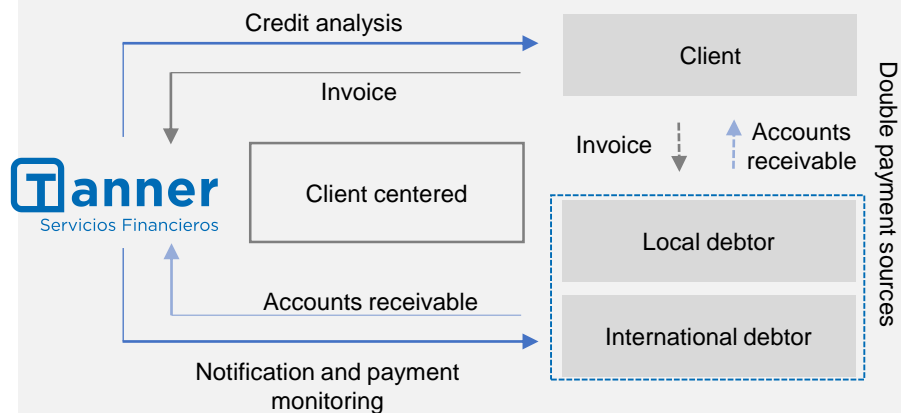 Credit analysis
Client
Invoice
Double payment sources
Invoice
Accounts
receivable
Tanner
Servicios Financieros
Client centered
Local debtor
Accounts receivable
International debtor
Notification and payment
monitoring